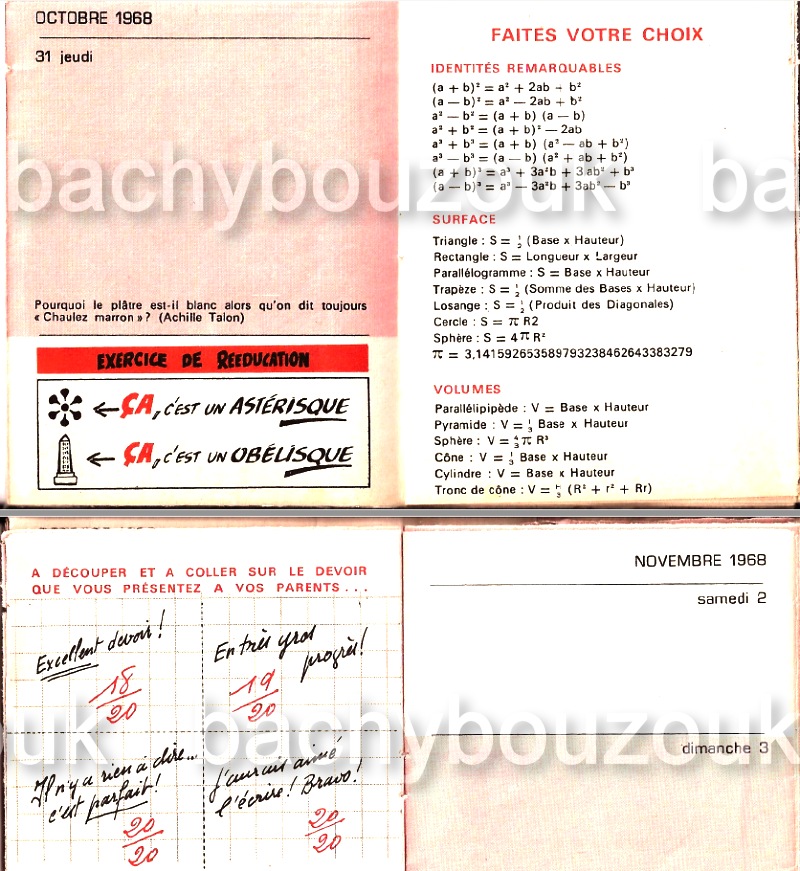 OCTOBRE 1968
31 jeudi
Pourquoi le plâtre est-il blanc alors qu'on dit toujours
« Chaulez marron »? (Achille Talon)
EXERCICE DE RÉÉDUCATION
← ÇA, C'EST UN ASTÉRISQUE
← ÇA, C'EST UN OBÉLISQUE
FAITES VOTRE CHOIX
IDENTITÉS REMARQUABLES
(a + b)² = a² + 2ab + b²
(a — b)² = a² — 2ab + b²
a² — b² = (a + b) (a — b)
a² + b² = (a + b)² — 2ab
a³ + b³ = (a + b) (a² — ab + b²)
a³ — b³ = (a — b) (a² + ab + b²)
(a + b)³ = a³ + 3a²b + 3ab² + b³
(a — b)³ = a³ — 3a²b + 3ab² — b³
SURFACE
Triangle : S = ½ (Base x Hauteur)
Rectangle : S = Longueur x Largeur
Parallélogramme : S = Base x Hauteur
Trapèze : S = ½ (Somme des Bases x Hauteur)
Losange : S = ½ (Produit des Diagonales)
Cercle : S = π R2
Sphère : S = 4 π R²
π = 3,141592653589793238462643383279
VOLUMES
Parallélipipède : V = Base x Hauteur
Pyramide : V = ⅓ Base x Hauteur
Sphère : V = 4/3 π R³
Cône : V = ⅓ Base x Hauteur
Cylindre : V = Base x Hauteur
Tronc de cône : V = h/3 (R² + r² + Rr)
bachybouzouk
A DÉCOUPER ET A COLLER SUR LE DEVOIR
QUE VOUS PRÉSENTEZ A VOS PARENTS...
Excellent devoir !
18/20
En très gros
progrès !
19/20
Il n'y a rien à dire...
c'est parfait !
20/20
J'aurais aimé
l'écrire ! Bravo !
20/20
NOVEMBRE 1968
samedi 2
dimanche 3
bachybouzouk